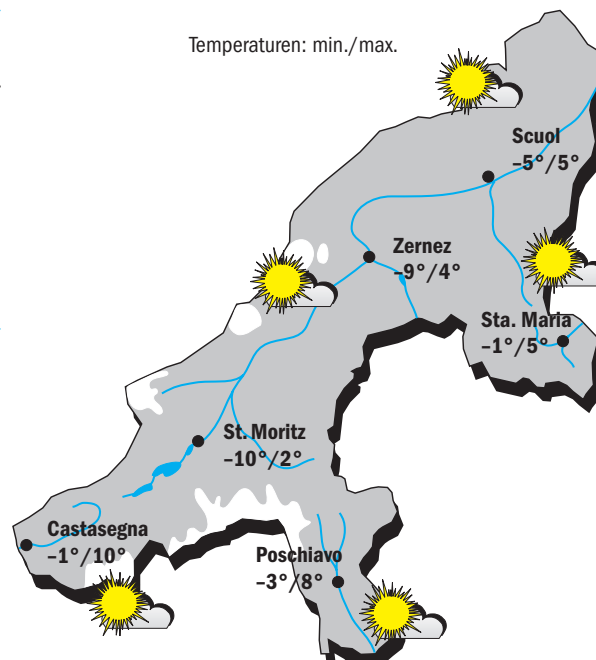 Temperaturen: min./max.
Scuol
–5°/5°
Zernez
–9°/4°
Sta. Maria
–1°/5°
St. Moritz
–10°/2°
Castasegna
–1°/10°
Poschiavo
–3°/8°